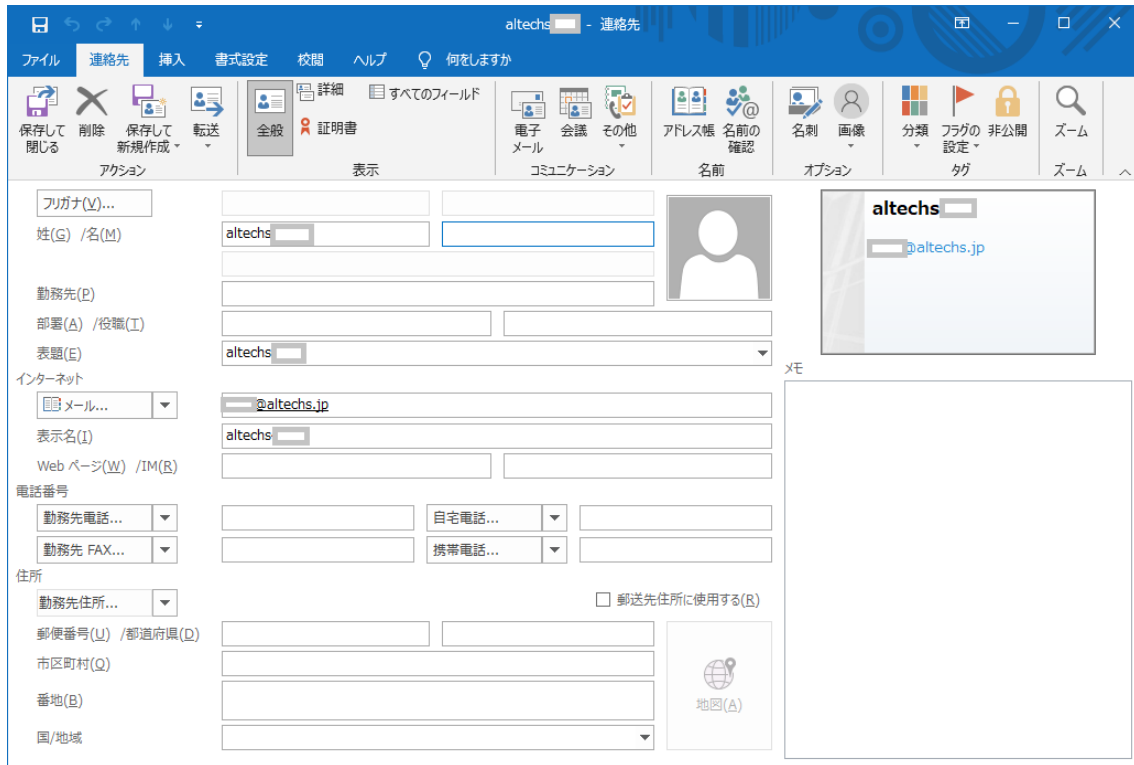 altechs - 連絡先
ファイル 連絡先 挿入 書式設定 校閲 ヘルプ 何をしますか
保存して閉じる 削除 保存して新規作成 転送 全般 詳細 証明書 すべてのフィールド 電子メール 会議 その他 アドレス帳 名前の確認 名刺 画像 分類 フラグの設定 非公開 ズーム
アクション 表示 コミュニケーション 名前 オプション タグ ズーム
フリガナ(V)...
姓(G) /名(M) altechs
勤務先(P)
部署(A) /役職(T)
表題(E) altechs
インターネット
メール... @altechs.jp
表示名(I) altechs
Web ページ(W) /IM(R)
電話番号
勤務先電話... 自宅電話...
勤務先 FAX... 携帯電話...
住所
勤務先住所... 郵送先住所に使用する(R)
郵便番号(U) /都道府県(D)
市区町村(Q)
番地(B)
地図(A)
国/地域
altechs
@altechs.jp
メモ